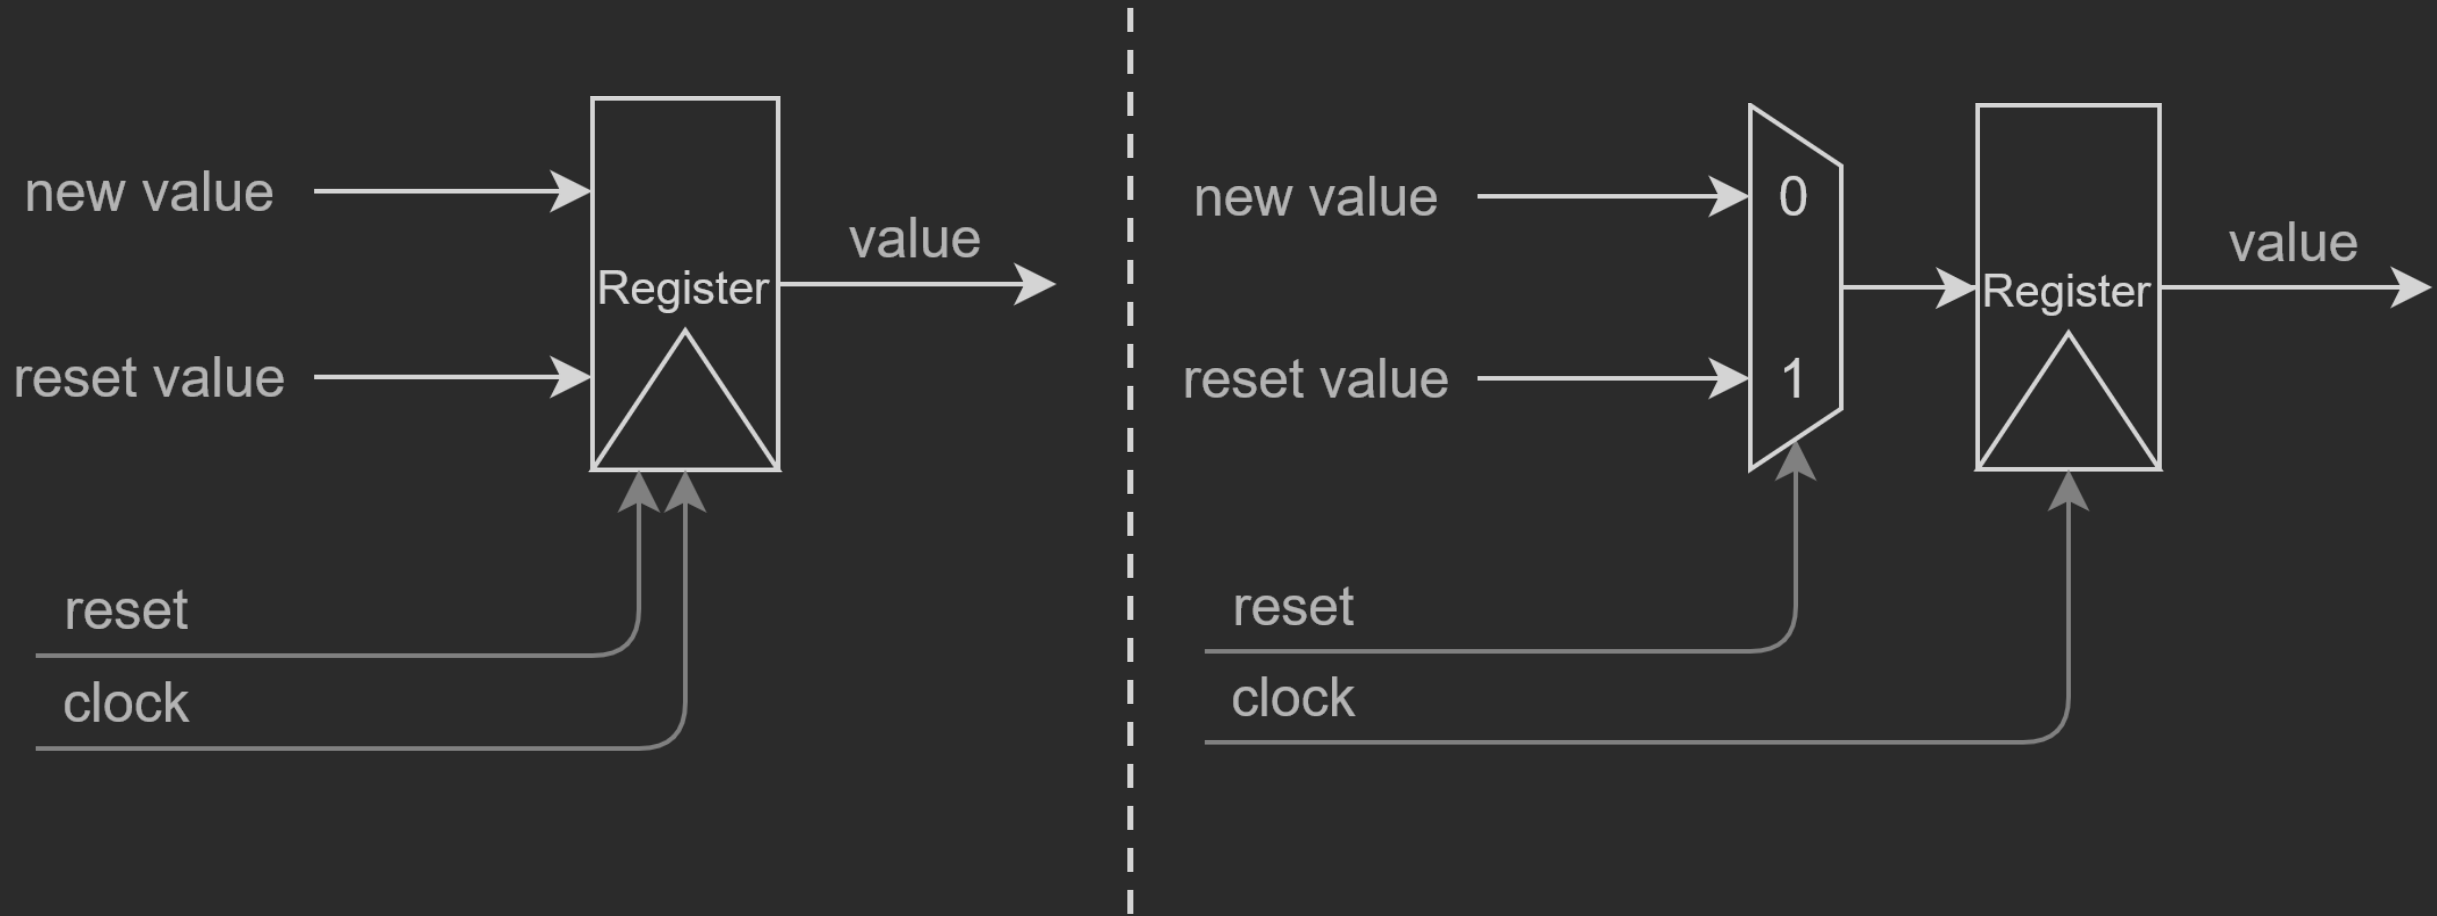 new value
reset value
Register
value
reset
clock
new value
reset value
0
1
Register
value
reset
clock